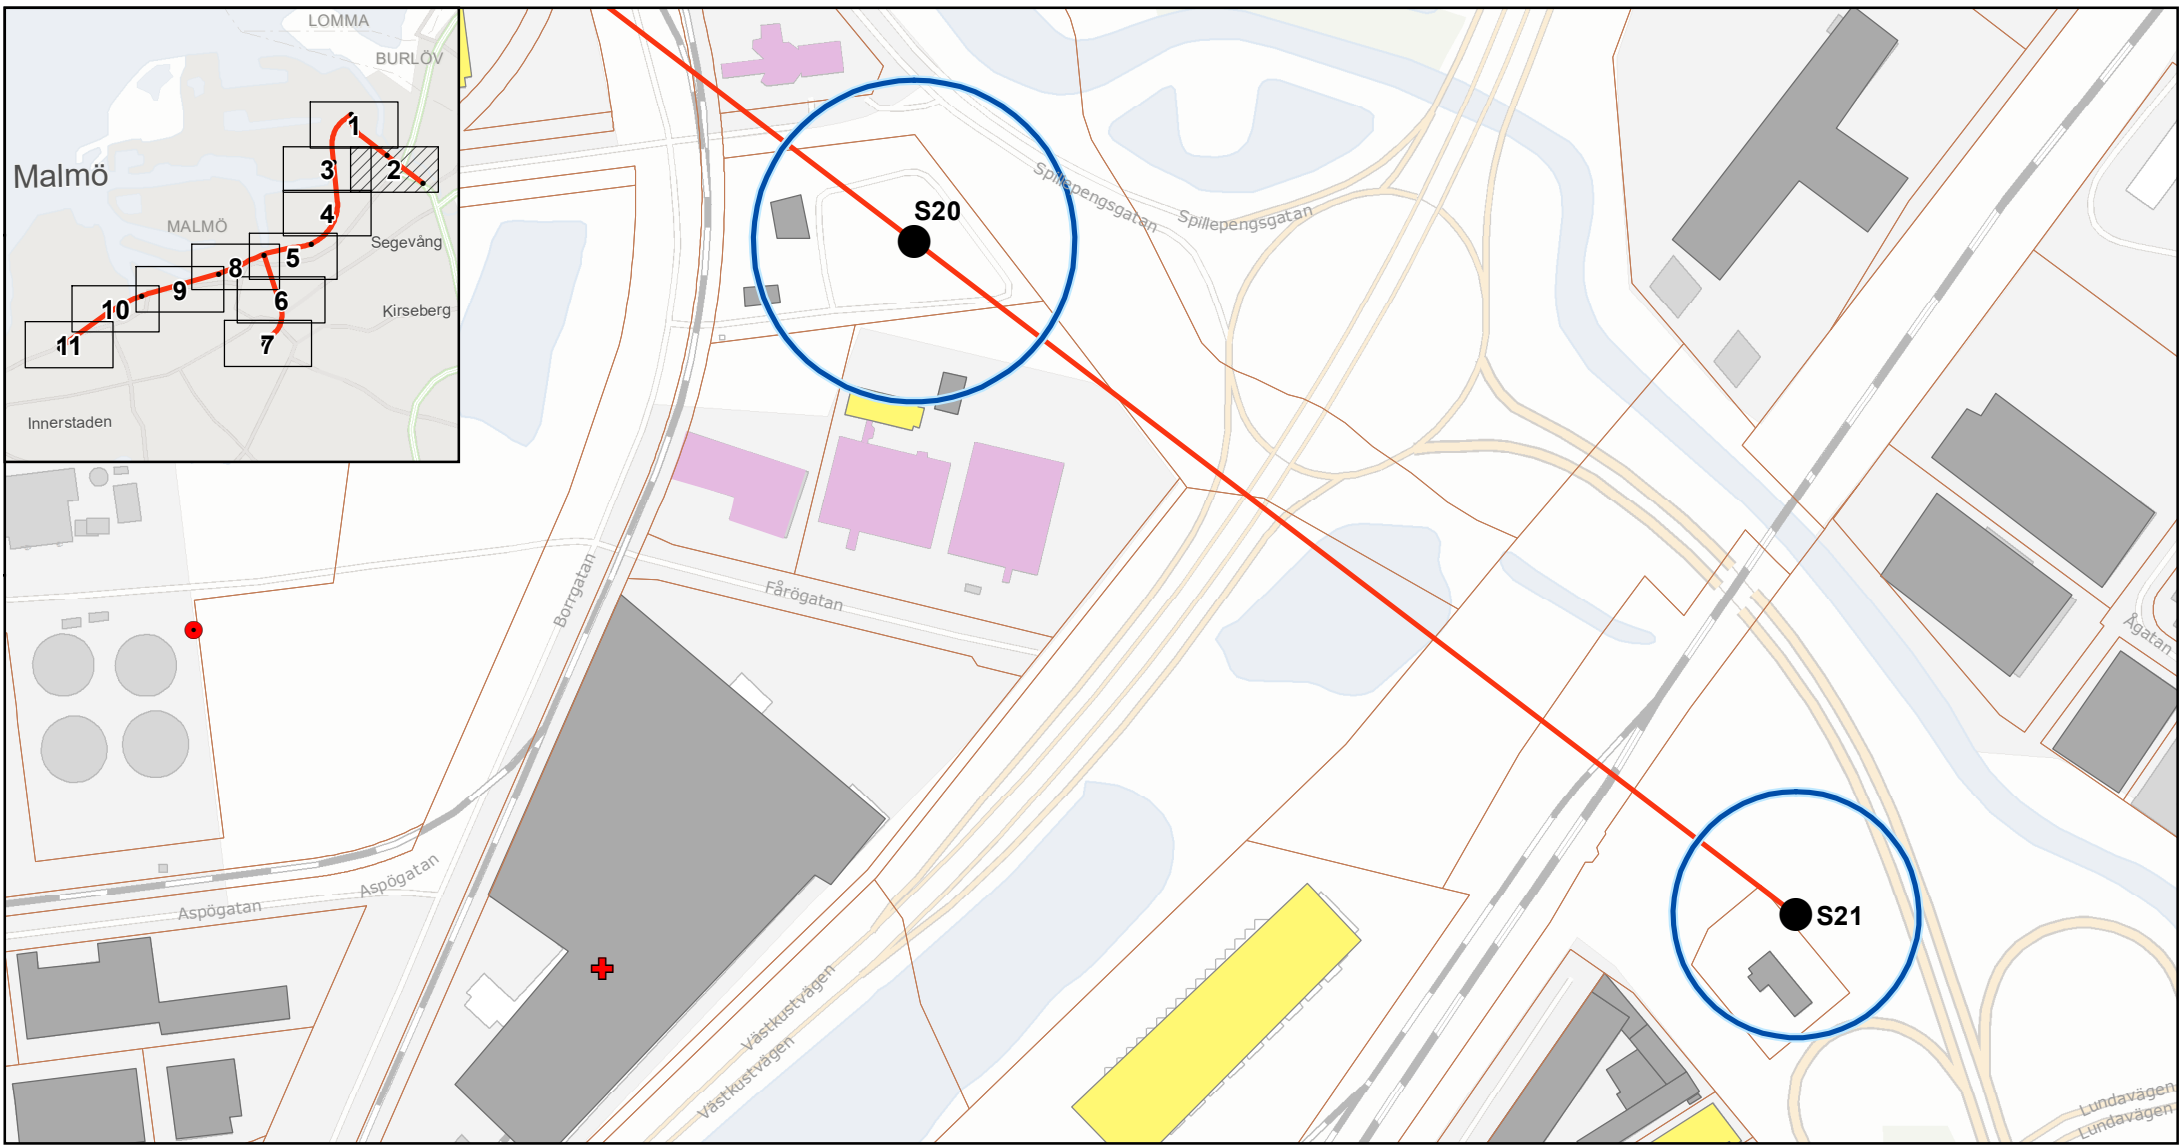 LOMMA
BURLÖV
1
3
2
Malmö
4
MALMÖ
Segevång
5
8
9
6
10
Kirseberg
11
7
Innerstaden
S20
Spillepengsgatan
Spillepengsgatan
Borrgatan
Fårögatan
Ågatan
Aspögatan
Aspögatan
S21
Västkustvägen
Västkustvägen
Lundavägen
Lundavägen